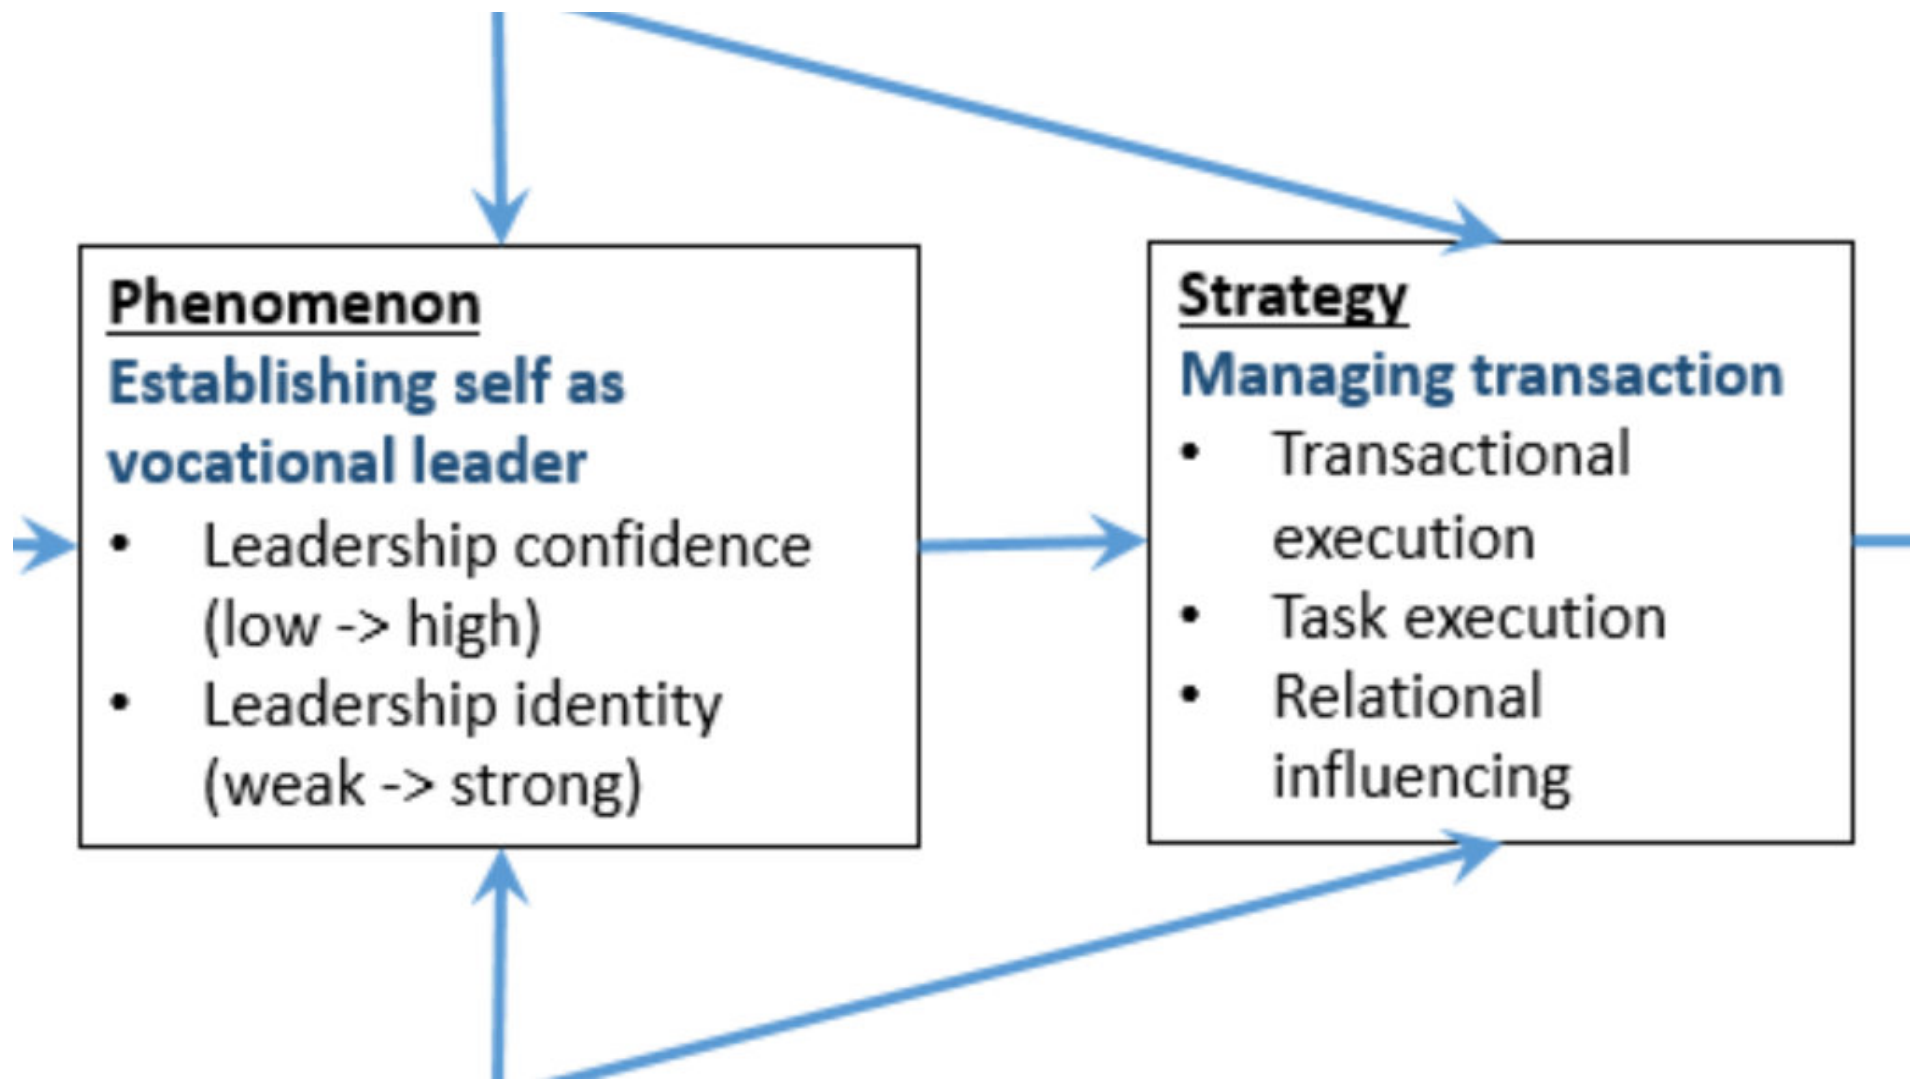 Phenomenon
Establishing self as
vocational leader
• Leadership confidence
(low -> high)
• Leadership identity
(weak -> strong)
Strategy
Managing transaction
• Transactional
execution
• Task execution
• Relational
influencing